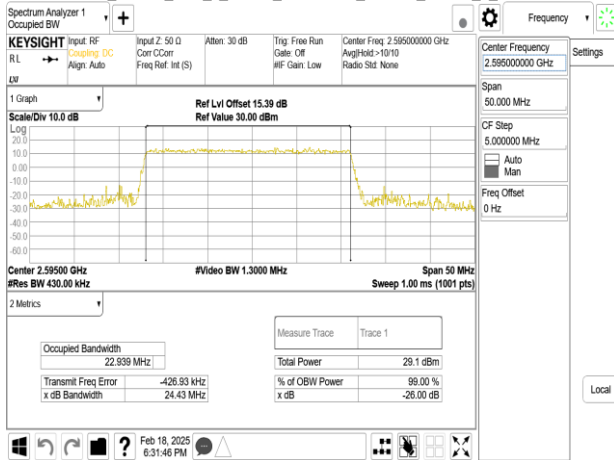 Spectrum Analyzer 1
Occupied BW
+
Frequency
KEYSIGHT
Input: RF
Coupling: DC
Align: Auto
Input Z: 50 Ω
Corr CCorr
Freq Ref: Int (S)
Atten: 30 dB
Trig: Free Run
Gate: Off
#IF Gain: Low
Center Freq: 2.595000000 GHz
Avg|Hold:>10/10
Radio Std: None
RL
LXI
Center Frequency
2.595000000 GHz
Settings
Span
50.000 MHz
CF Step
5.000000 MHz
Auto
Man
Freq Offset
0 Hz
Local
1 Graph
Scale/Div 10.0 dB
Ref Lvl Offset 15.39 dB
Ref Value 30.00 dBm
Log
20.0
10.0
0.00
-10.0
-20.0
-30.0
-40.0
-50.0
-60.0
Center 2.59500 GHz
#Video BW 1.3000 MHz
Span 50 MHz
#Res BW 430.00 kHz
Sweep 1.00 ms (1001 pts)
2 Metrics
Measure Trace
Trace 1
Occupied Bandwidth
22.939 MHz
Total Power
29.1 dBm
Transmit Freq Error
-426.93 kHz
% of OBW Power
99.00 %
x dB Bandwidth
24.43 MHz
x dB
-26.00 dB
?
Feb 18, 2025
6:31:46 PM